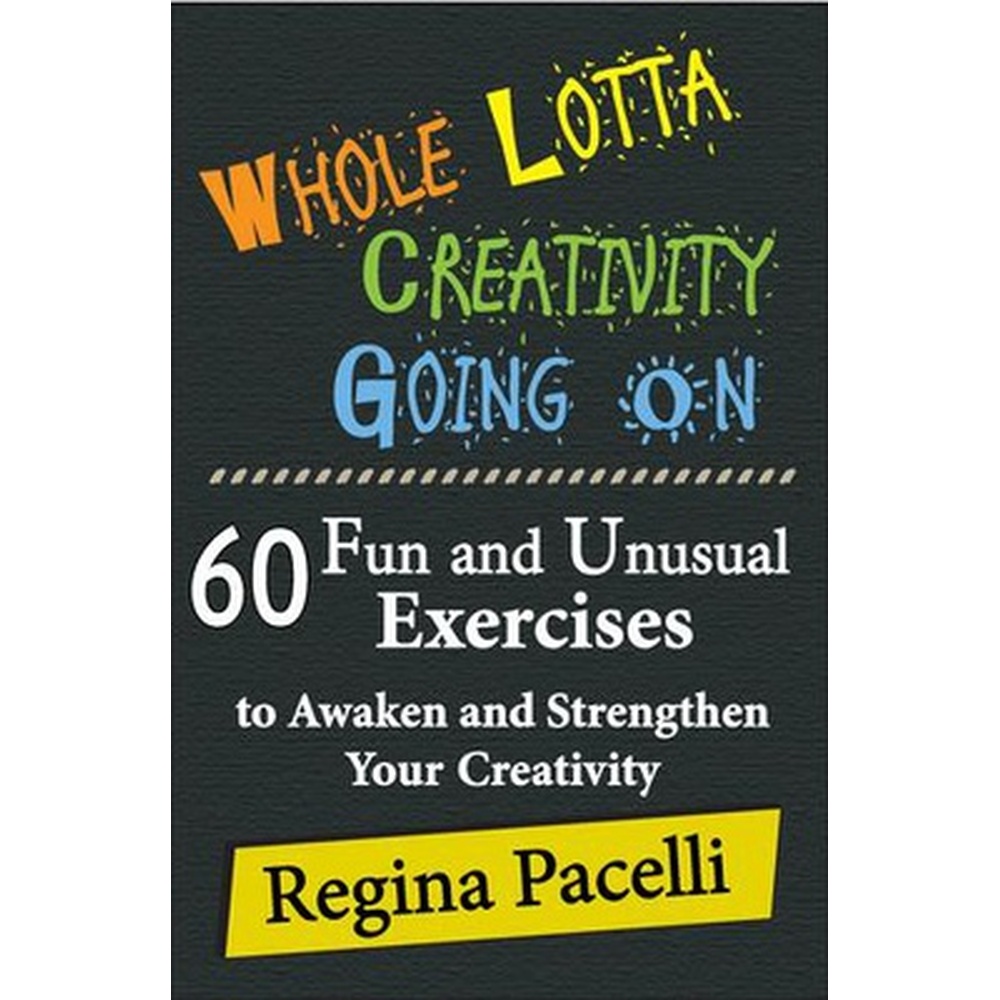 Whole Lotta
Creativity
Going on
60 Fun and Unusual
Exercises
to Awaken and Strengthen
Your Creativity
Regina Pacelli